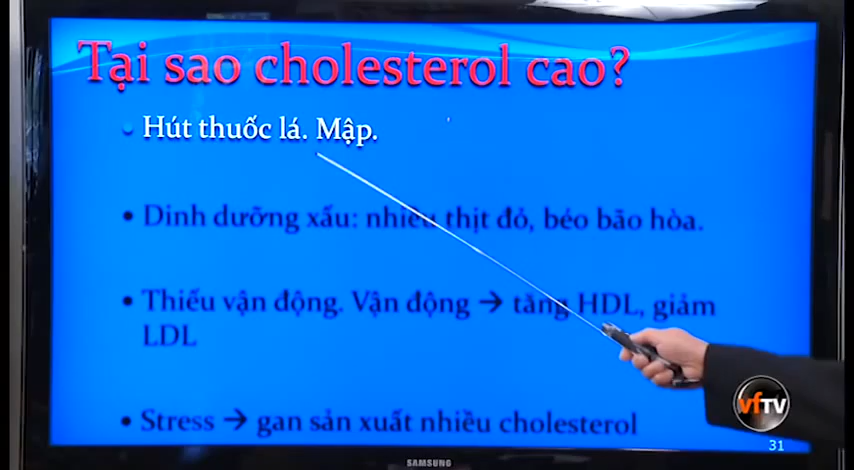 Tại sao cholesterol cao?
Hút thuốc lá. Mập.
• Dinh dưỡng xấu: nhiều thịt đỏ, béo bão hòa.
• Thiếu vận động. Vận động → tăng HDL, giảm
LDL
• Stress → gan sản xuất nhiều cholesterol
vfTV
31
SAMSUNG